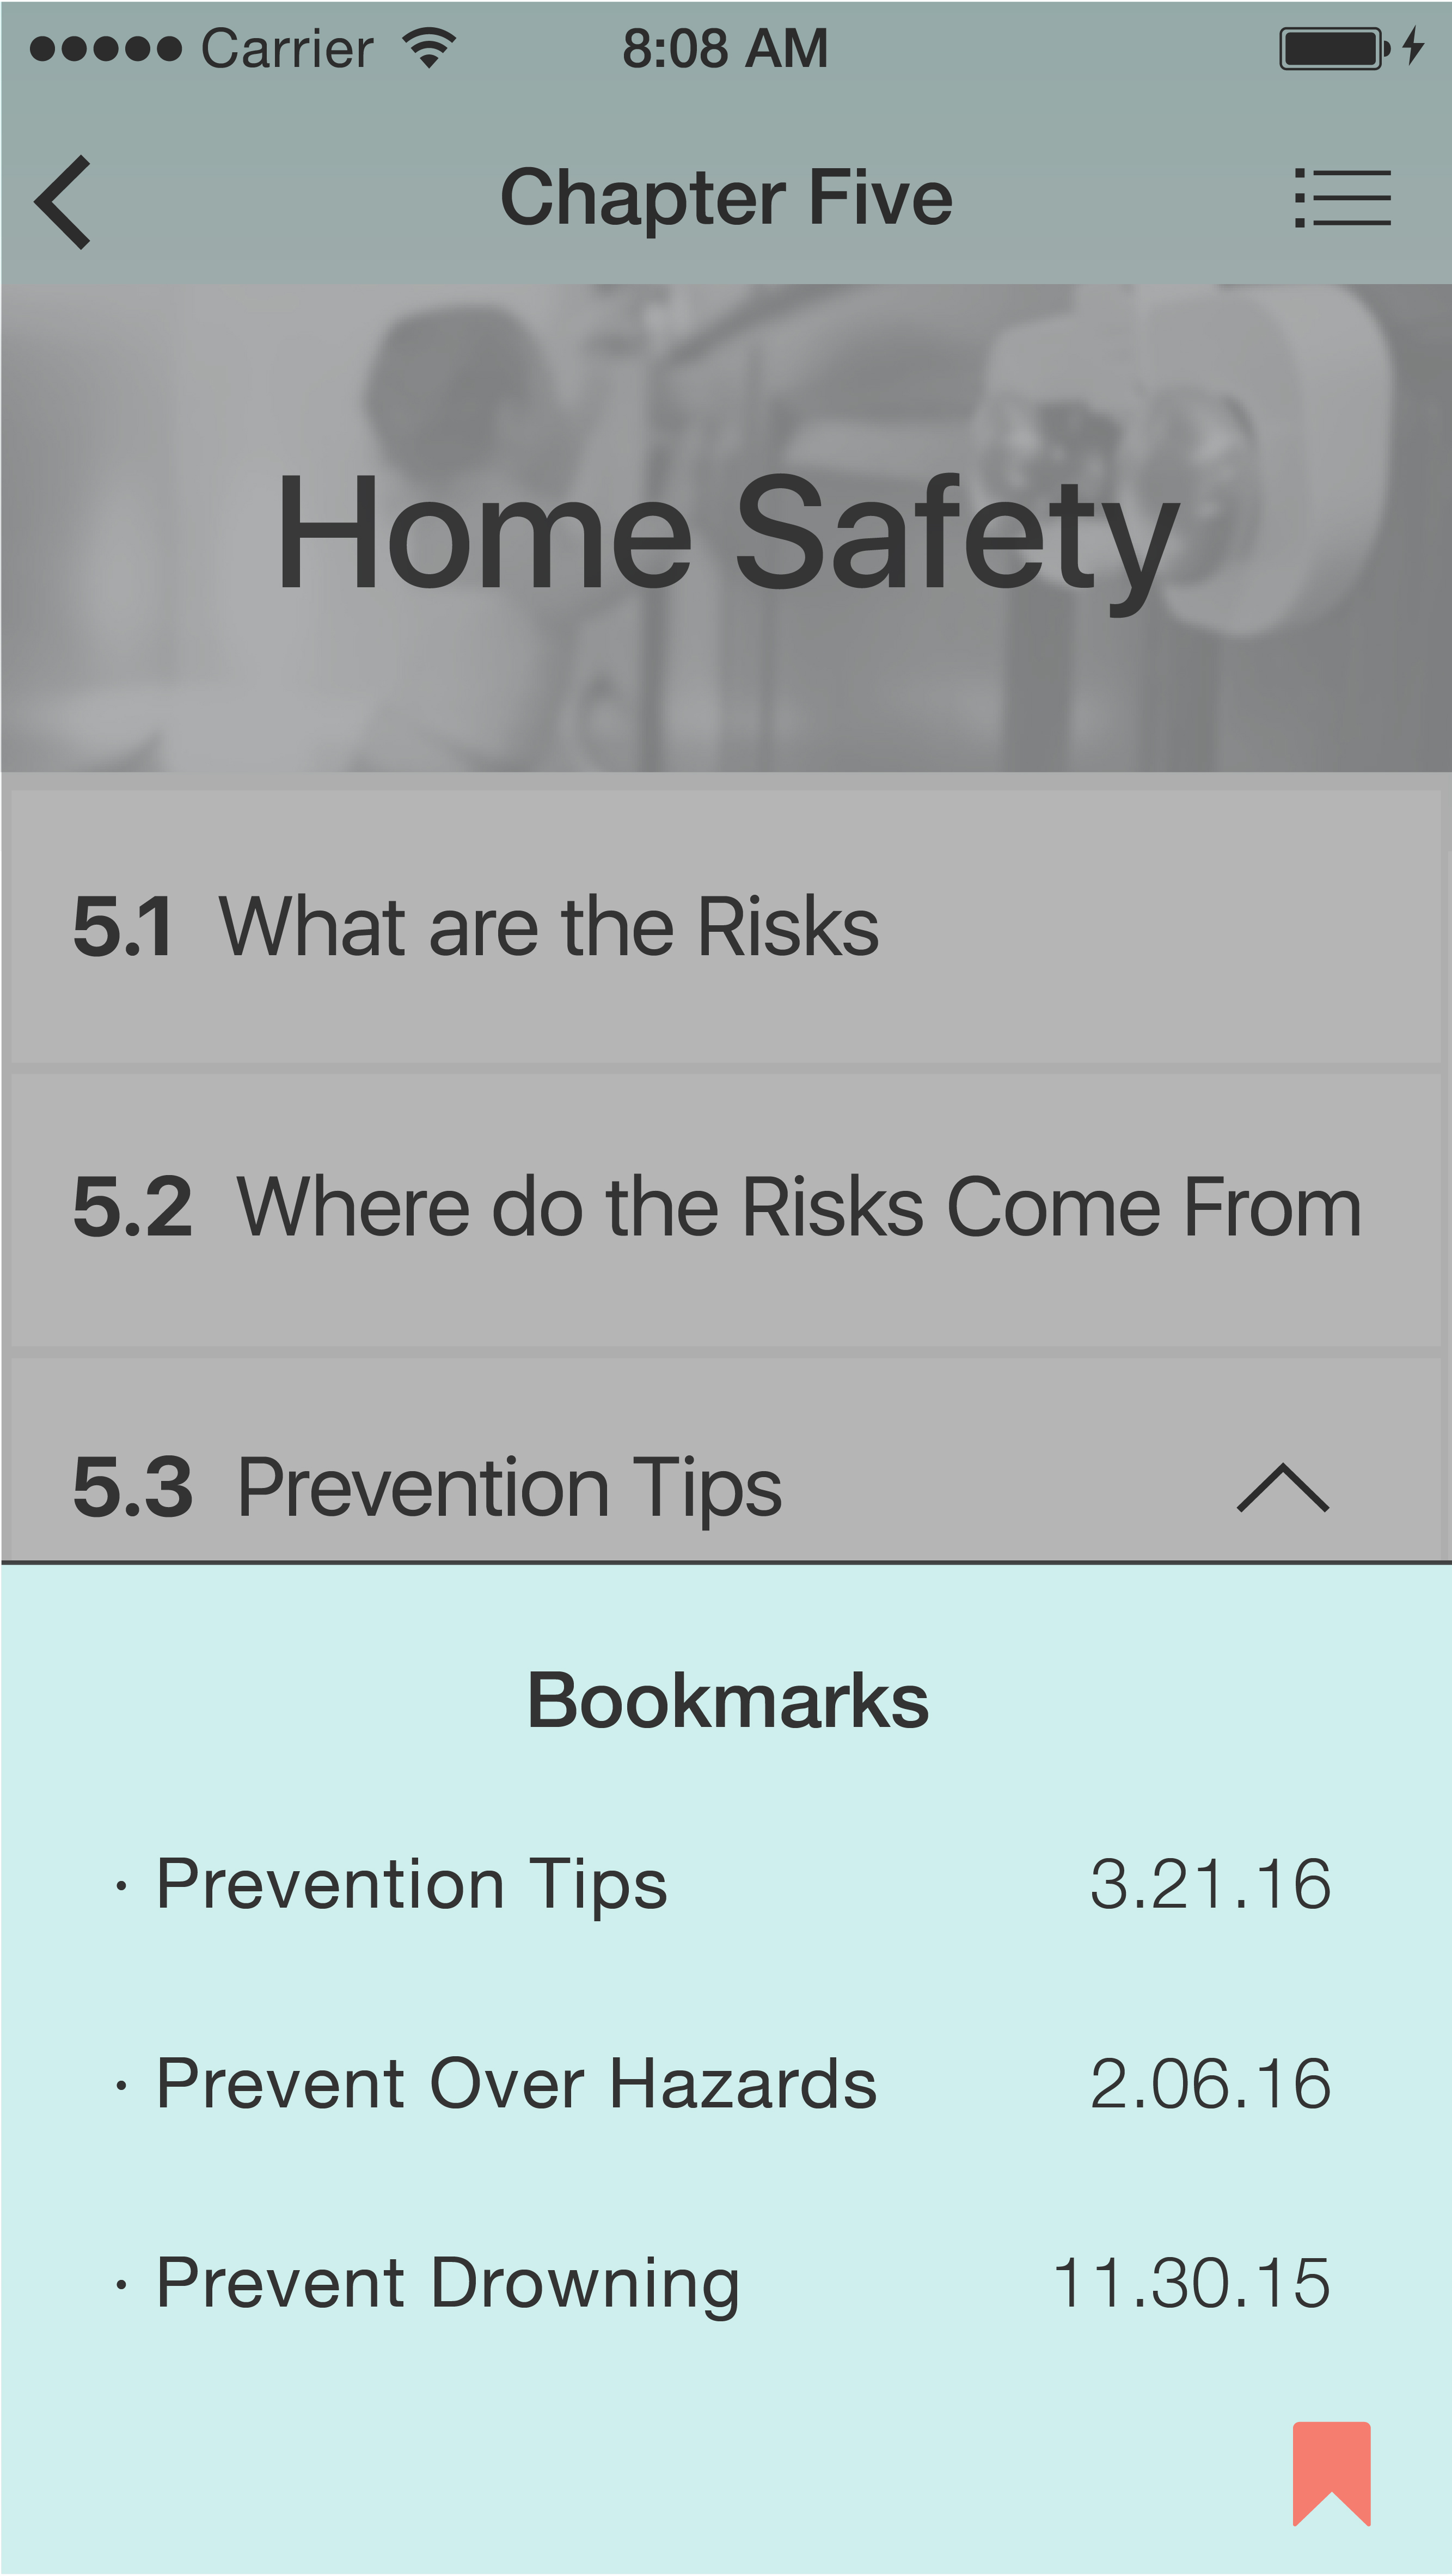 Carrier 8:08 AM
Chapter Five
Home Safety
5.1 What are the Risks
5.2 Where do the Risks Come From
5.3 Prevention Tips
Bookmarks
· Prevention Tips 3.21.16
· Prevent Over Hazards 2.06.16
· Prevent Drowning 11.30.15